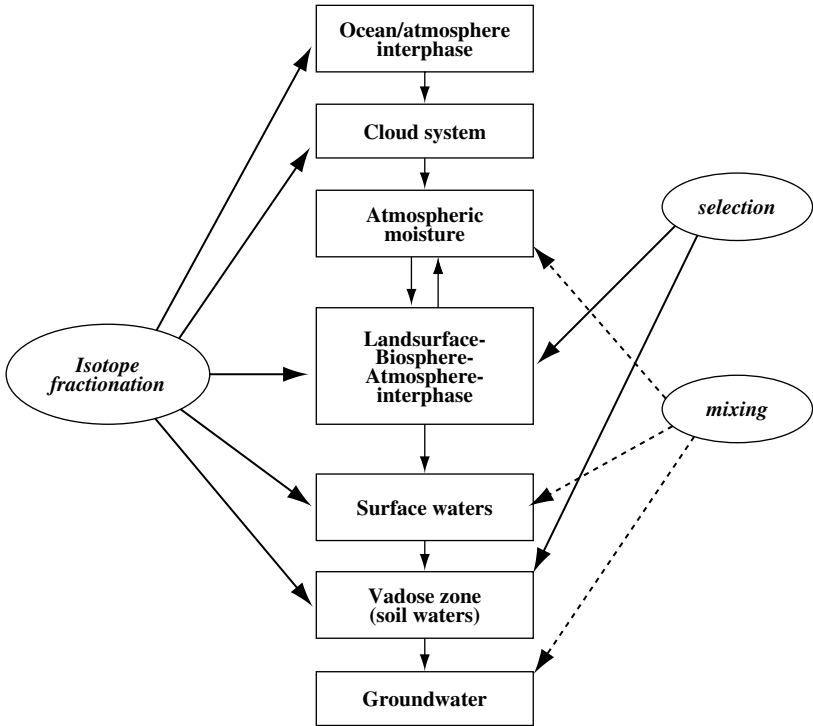 Ocean/atmosphere
interphase
Cloud system
Atmospheric
moisture
selection
Landsurface-
Biosphere-
Atmosphere-
interphase
Isotope
fractionation
mixing
Surface waters
Vadose zone
(soil waters)
Groundwater